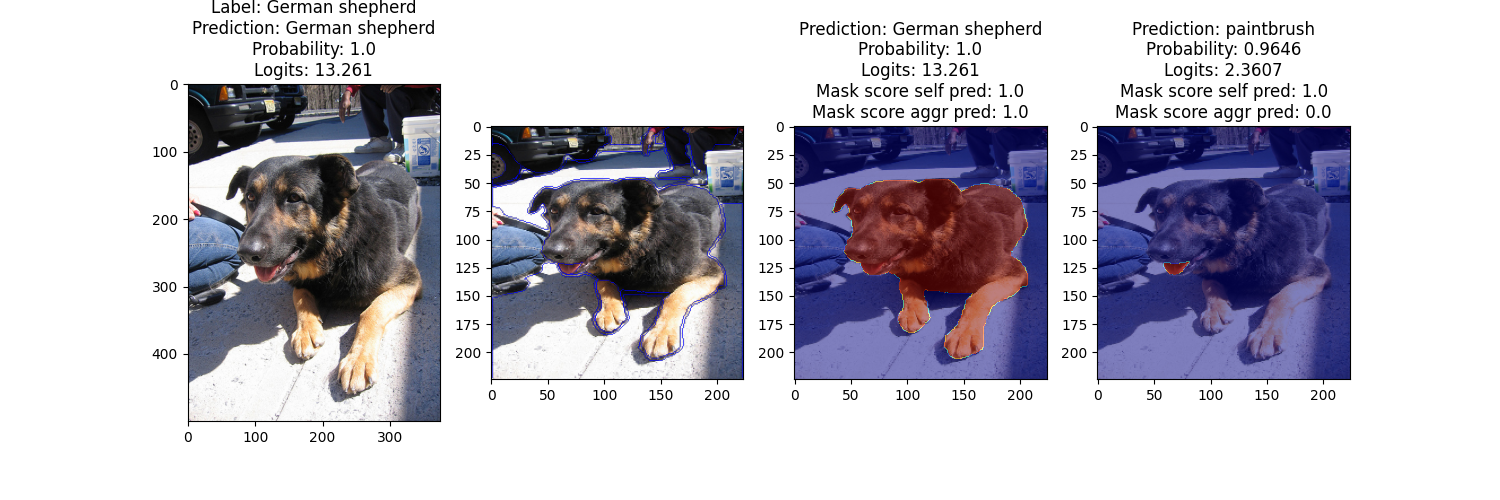 Label: German shepherd
Prediction: German shepherd
Probability: 1.0
Logits: 13.261
0
100
200
300
400
0 100 200 300
0
25
50
75
100
125
150
175
200
0 50 100 150 200
Prediction: German shepherd
Probability: 1.0
Logits: 13.261
Mask score self pred: 1.0
Mask score aggr pred: 1.0
0
25
50
75
100
125
150
175
200
0 50 100 150 200
Prediction: paintbrush
Probability: 0.9646
Logits: 2.3607
Mask score self pred: 1.0
Mask score aggr pred: 0.0
0
25
50
75
100
125
150
175
200
0 50 100 150 200